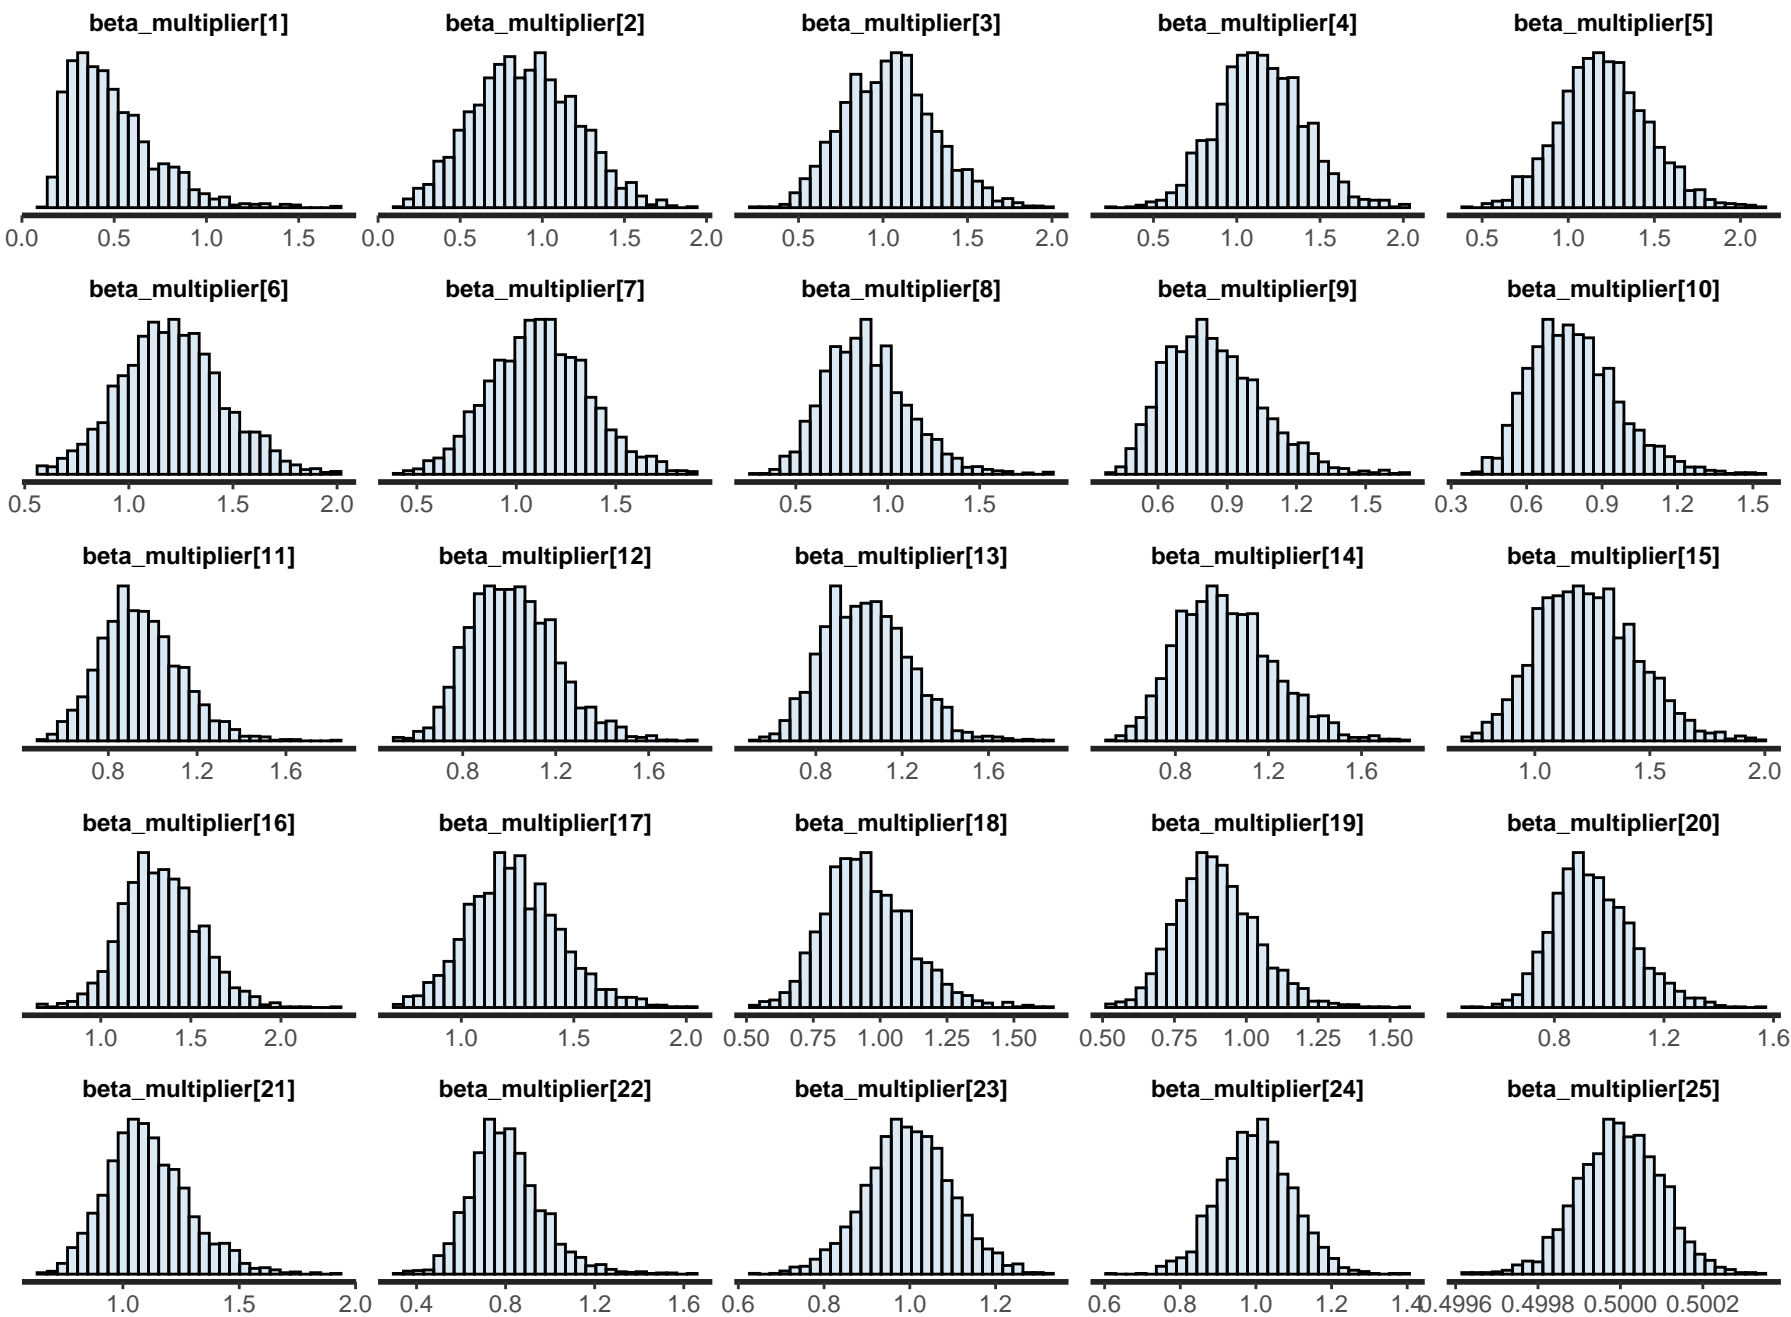 beta_multiplier[1] beta_multiplier[2] beta_multiplier[3] beta_multiplier[4] beta_multiplier[5]
0.0 0.5 1.0 1.5 0.0 0.5 1.0 1.5 2.0 0.5 1.0 1.5 2.0 0.5 1.0 1.5 2.0 0.5 1.0 1.5 2.0
beta_multiplier[6] beta_multiplier[7] beta_multiplier[8] beta_multiplier[9] beta_multiplier[10]
0.5 1.0 1.5 2.0 0.5 1.0 1.5 0.5 1.0 1.5 0.6 0.9 1.2 1.5 0.3 0.6 0.9 1.2 1.5
beta_multiplier[11] beta_multiplier[12] beta_multiplier[13] beta_multiplier[14] beta_multiplier[15]
0.8 1.2 1.6 0.8 1.2 1.6 0.8 1.2 1.6 0.8 1.2 1.6 1.0 1.5 2.0
beta_multiplier[16] beta_multiplier[17] beta_multiplier[18] beta_multiplier[19] beta_multiplier[20]
1.0 1.5 2.0 1.0 1.5 2.0 0.50 0.75 1.00 1.25 1.50 0.50 0.75 1.00 1.25 1.50 0.8 1.2 1.6
beta_multiplier[21] beta_multiplier[22] beta_multiplier[23] beta_multiplier[24] beta_multiplier[25]
1.0 1.5 2.0 0.4 0.8 1.2 1.6 0.6 0.8 1.0 1.2 0.6 0.8 1.0 1.2 1.4 0.4996 0.4998 0.5000 0.5002